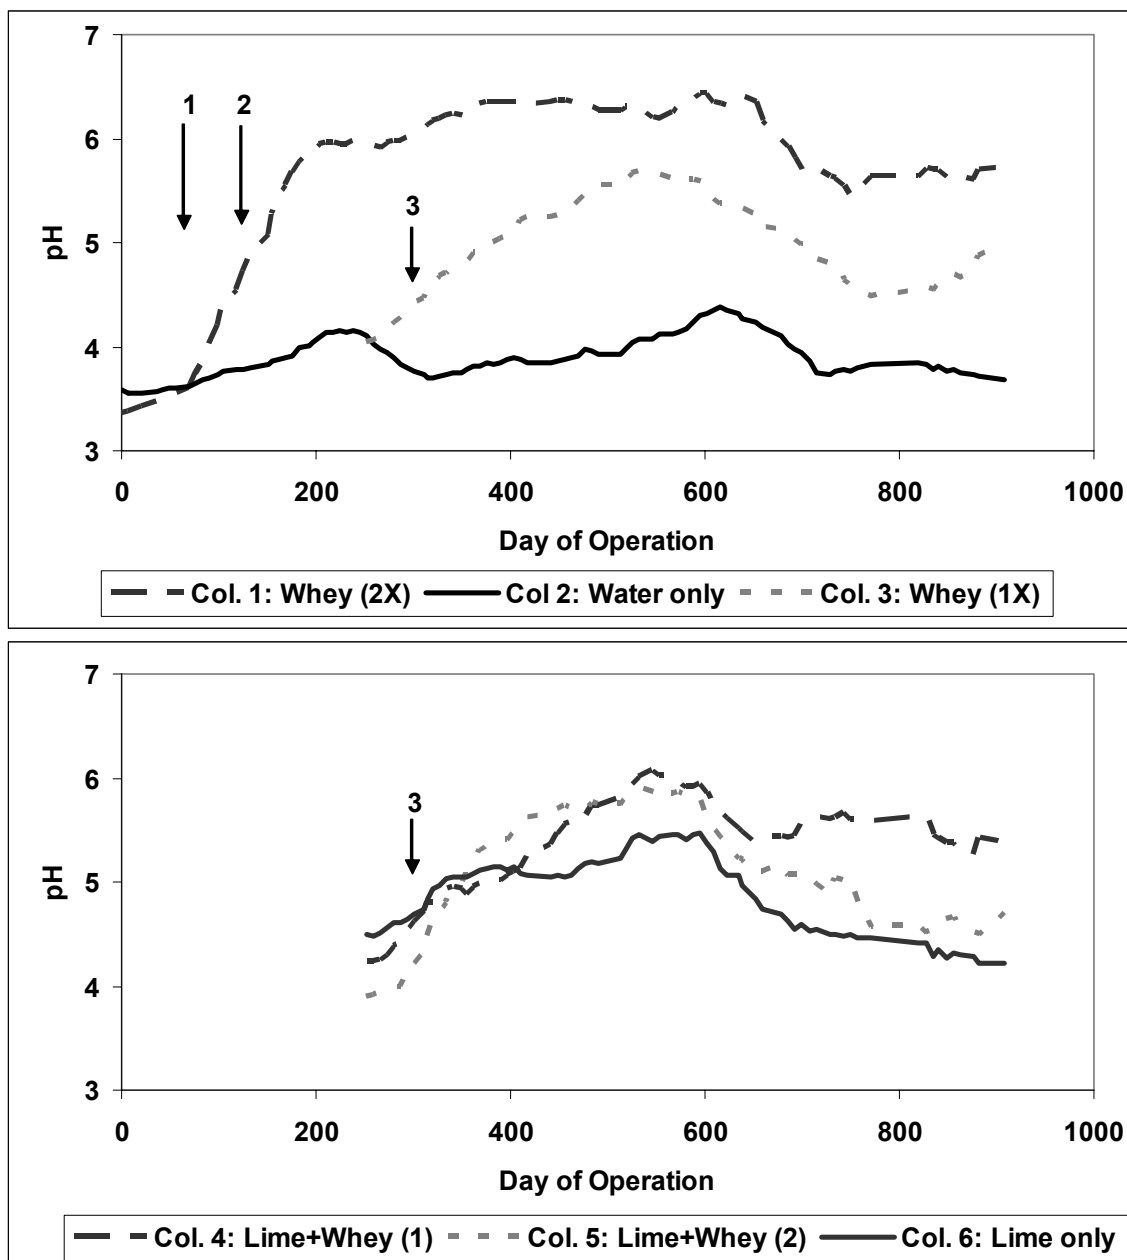 7
6
5
4
3
pH
1
2
3
0
200
400
600
800
1000
Day of Operation
Col. 1: Whey (2X)
Col 2: Water only
Col. 3: Whey (1X)
7
6
5
4
3
pH
3
0
200
400
600
800
1000
Day of Operation
Col. 4: Lime+Whey (1)
Col. 5: Lime+Whey (2)
Col. 6: Lime only